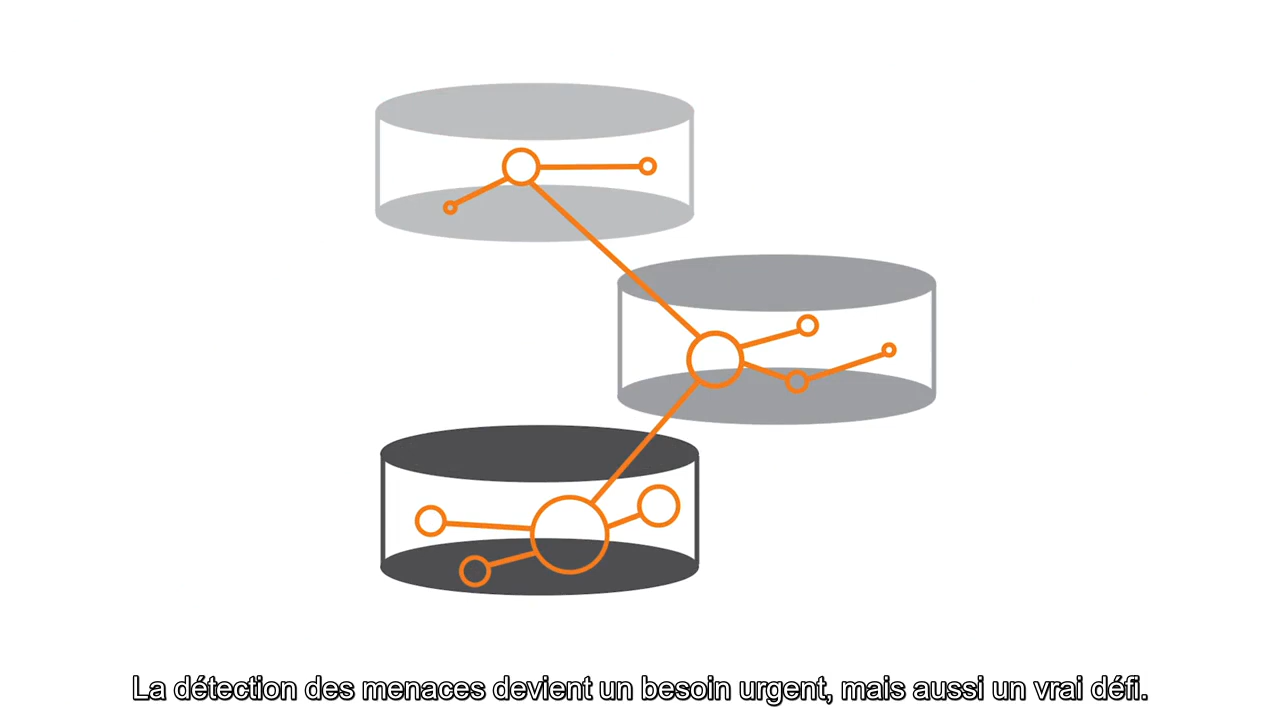 La détection des menaces devient un besoin urgent, mais aussi un vrai défi.